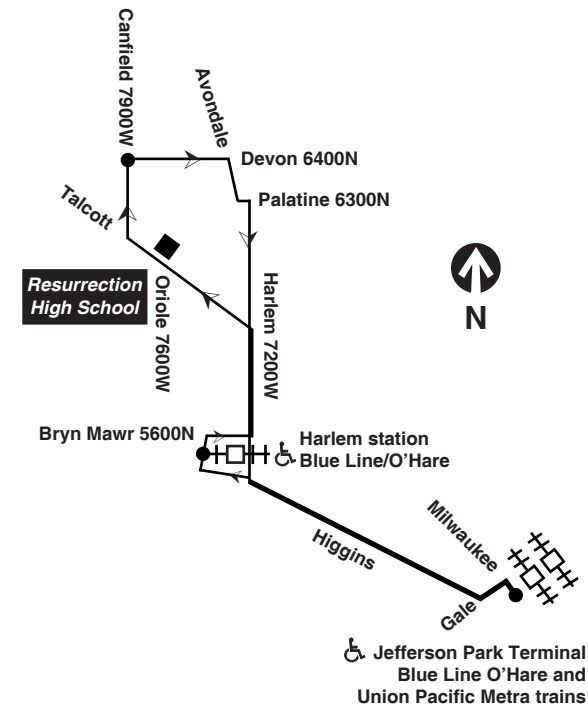 Canfield 7900W
Avondale
Devon 6400N
Palatine 6300N
Talcott
Resurrection
High School
Oriole 7600W
Harlem 7200W
N
Bryn Mawr 5600N
Harlem station
Blue Line/O'Hare
Higgins
Milwaukee
Gale
Jefferson Park Terminal
Blue Line O'Hare and
Union Pacific Metra trains